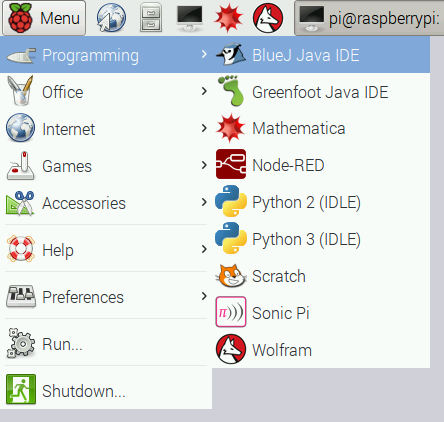 Menu
pi@raspberrypi:
Programming
Office
Internet
Games
Accessories
Help
Preferences
Run...
Shutdown...
BlueJ Java IDE
Greenfoot Java IDE
Mathematica
Node-RED
Python 2 (IDLE)
Python 3 (IDLE)
Scratch
Sonic Pi
Wolfram